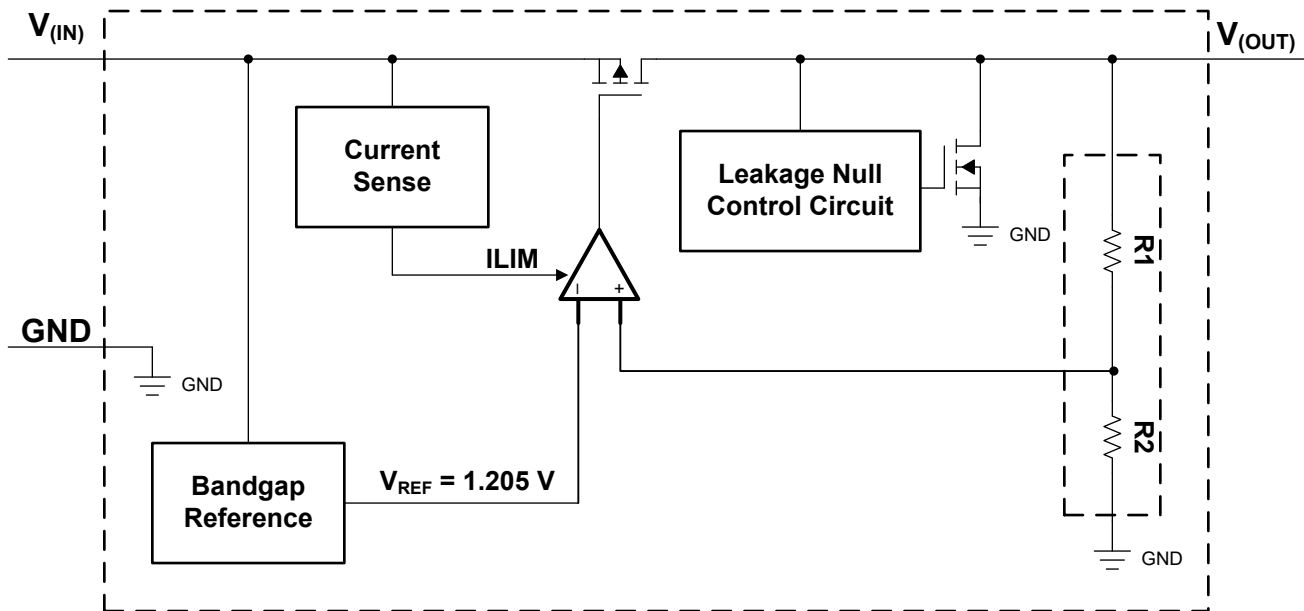 V(IN)
V(OUT)
Current
Sense
Leakage Null
Control Circuit
GND
R1
ILIM
GND
GND
R2
Bandgap
Reference
VREF = 1.205 V
GND